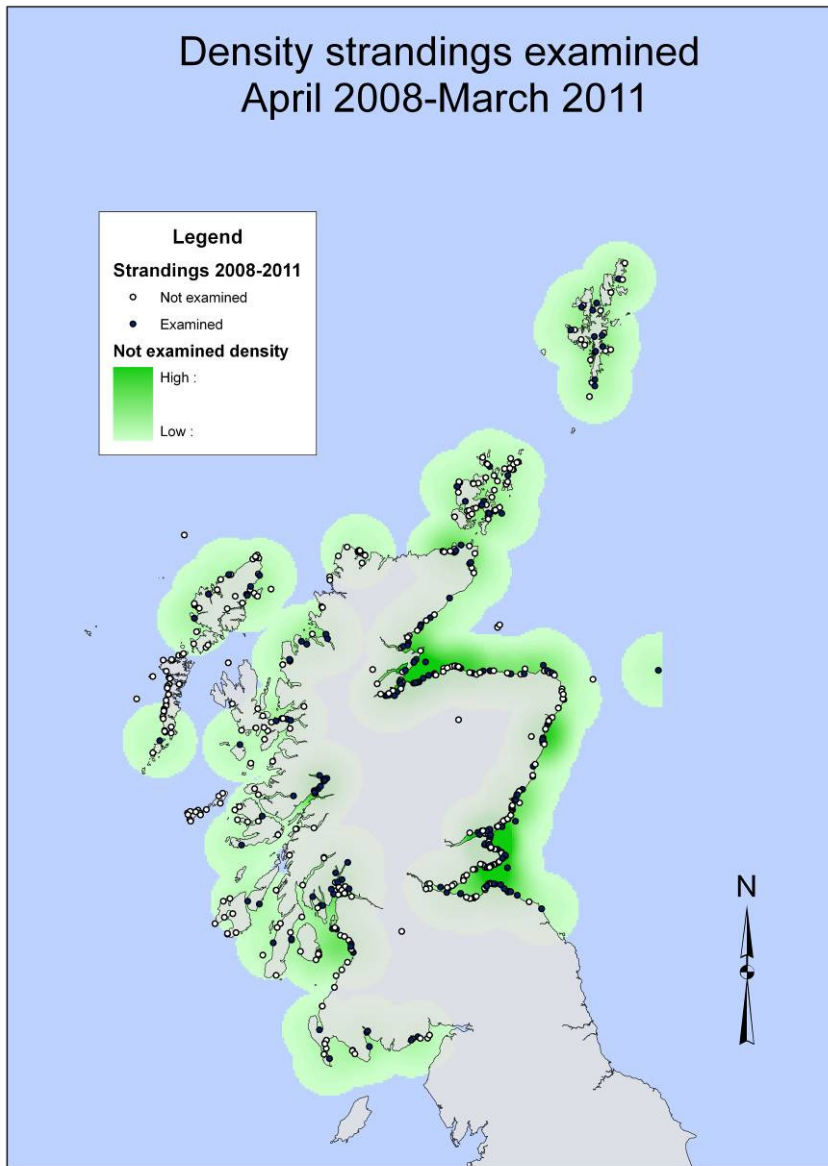 Density strandings examined
April 2008-March 2011
Legend
Strandings 2008-2011
Not examined
Examined
Not examined density
High :
Low :
N